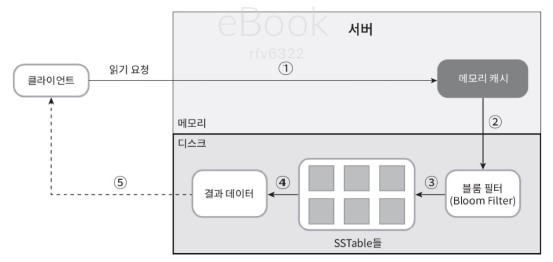 eBook
rfv6322
서버
클라이언트
읽기 요청
①
메모리 캐시
②
메모리
디스크
⑤
결과 데이터
④
③
블룸 필터
(Bloom Filter)
SSTable들